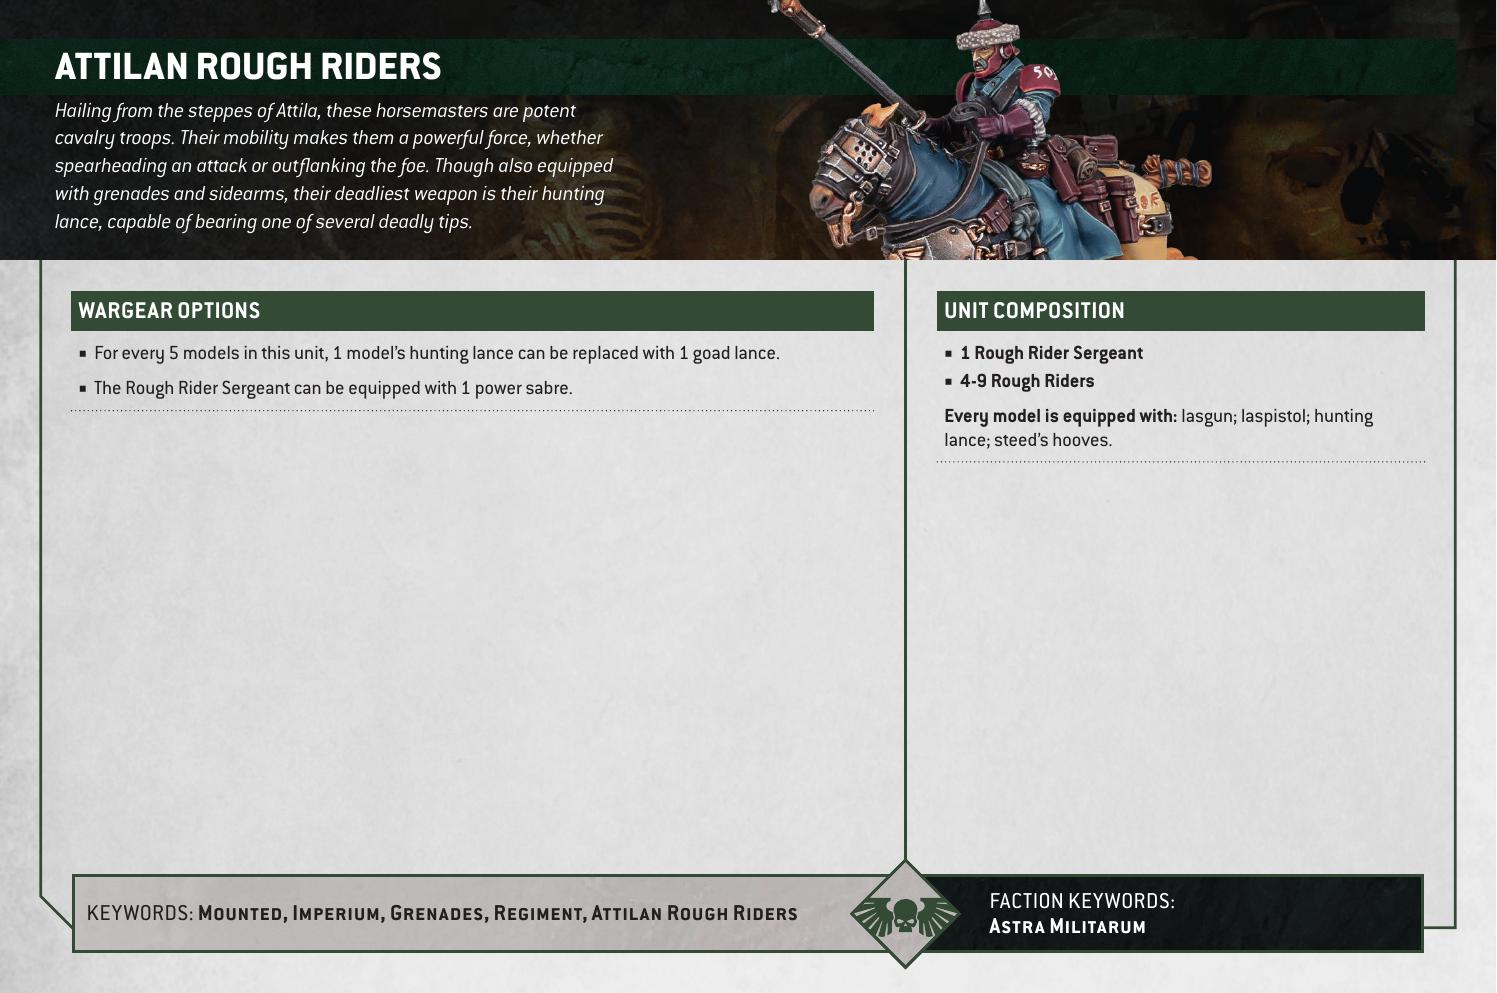 ATTILAN ROUGH RIDERS
Hailing from the steppes of Attila, these horsemasters are potent
cavalry troops. Their mobility makes them a powerful force, whether
spearheading an attack or outflanking the foe. Though also equipped
with grenades and sidearms, their deadliest weapon is their hunting
lance, capable of bearing one of several deadly tips.
WARGEAR OPTIONS
▪ For every 5 models in this unit, 1 model's hunting lance can be replaced with 1 goad lance.
▪ The Rough Rider Sergeant can be equipped with 1 power sabre.
UNIT COMPOSITION
▪ 1 Rough Rider Sergeant
▪ 4-9 Rough Riders
Every model is equipped with: lasgun; laspistol; hunting
lance; steed's hooves.
KEYWORDS: Mounted, Imperium, Grenades, Regiment, Attilan Rough Riders
FACTION KEYWORDS:
Astra Militarum